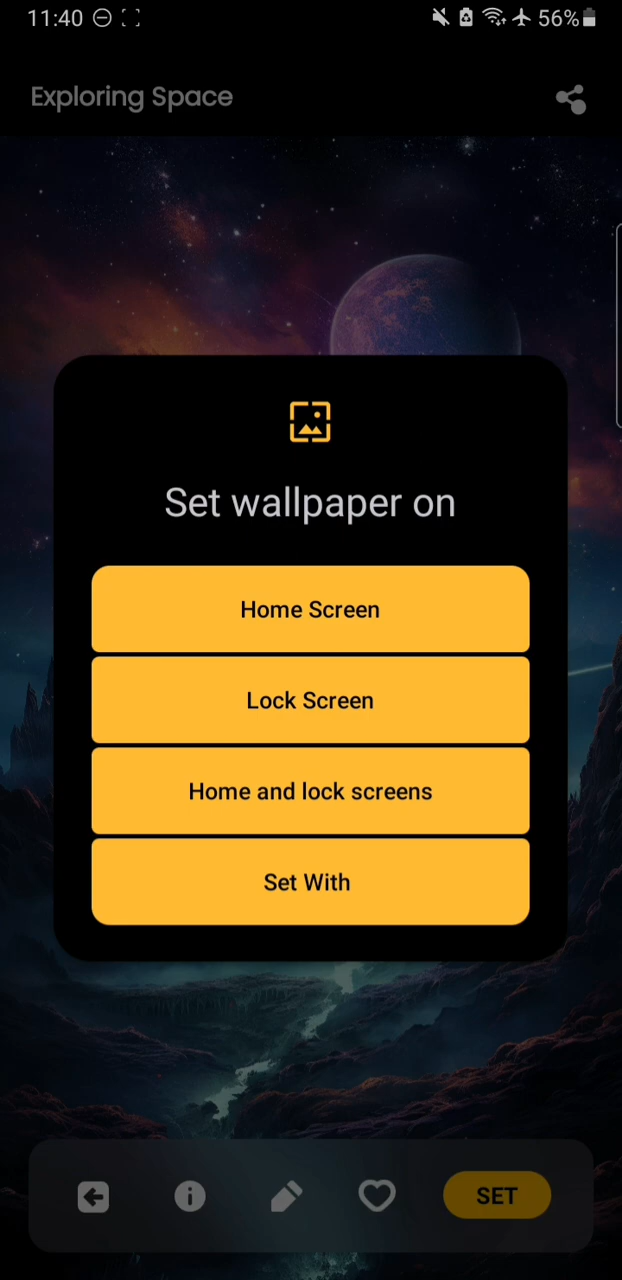 11:40
56%
Exploring Space
Set wallpaper on
Home Screen
Lock Screen
Home and lock screens
Set With
SET